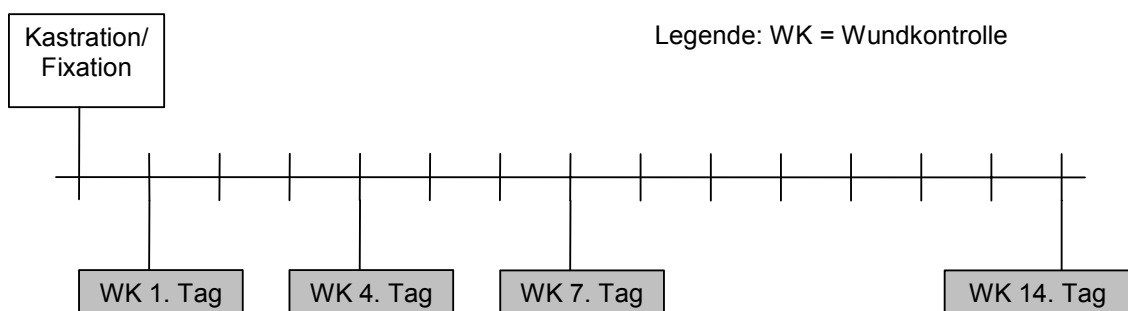 Kastration/
Fixation
Legende: WK = Wundkontrolle
WK 1. Tag
WK 4. Tag
WK 7. Tag
WK 14. Tag